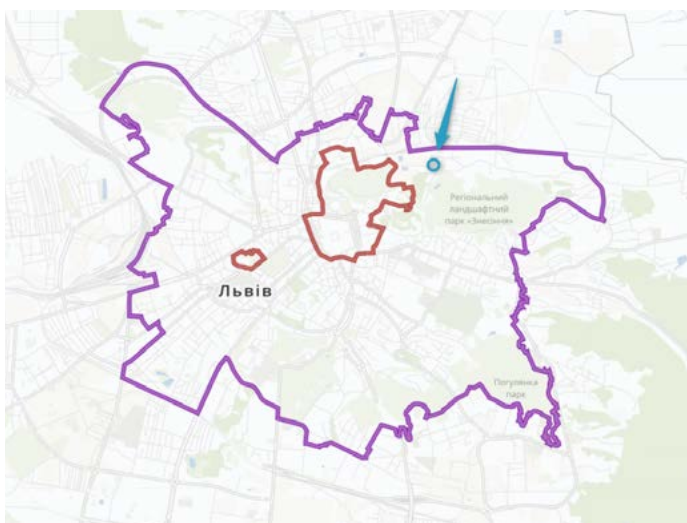 Регіональний
ландшафтний
парк «Знесіння»
Львів
Погулянка
парк